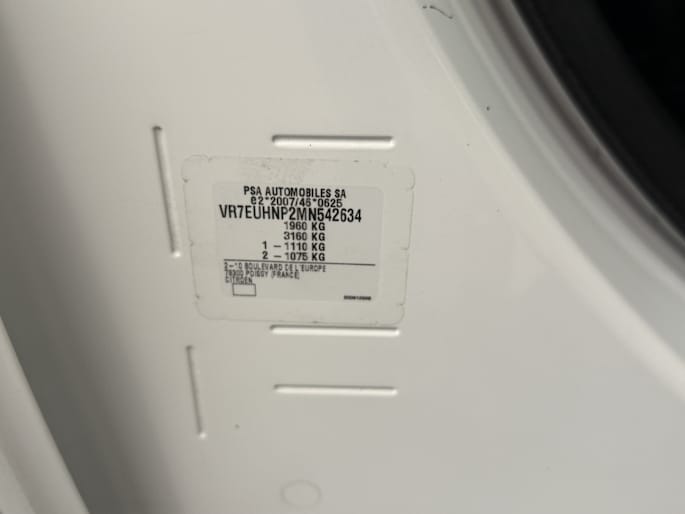 PSA AUTOMOBILES SA
e2*2007/46*0625
VR7EUHNP2MN542634
1960 KG
3160 KG
1 - 1110 KG
2 - 1075 KG
2-10 BOULEVARD DE L'EUROPE
78300 POISSY (FRANCE)
CITROEN